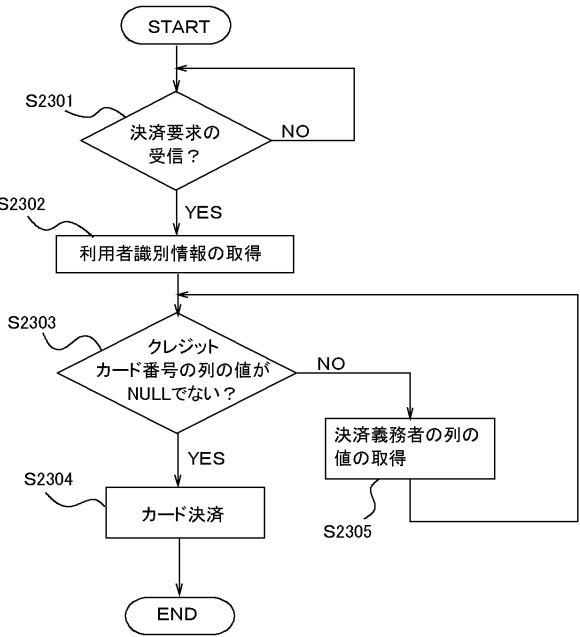 START
S2301
決済要求の
受信？
NO
YES
S2302
利用者識別情報の取得
S2303
クレジット
カード番号の列の値が
NULLでない？
NO
YES
決済義務者の列の
値の取得
S2304
カード決済
S2305
END